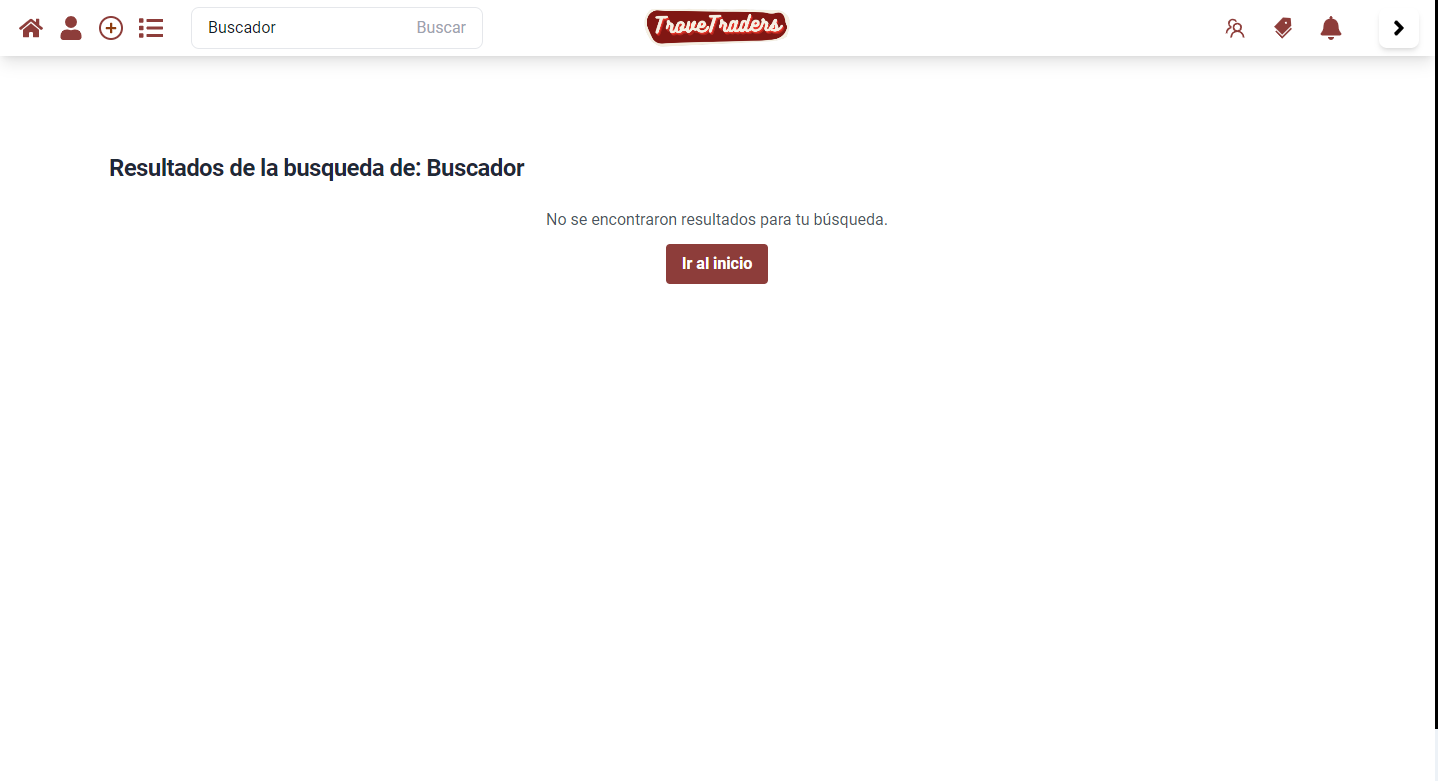 Buscador Buscar TroveTraders
Resultados de la busqueda de: Buscador
No se encontraron resultados para tu búsqueda.
Ir al inicio